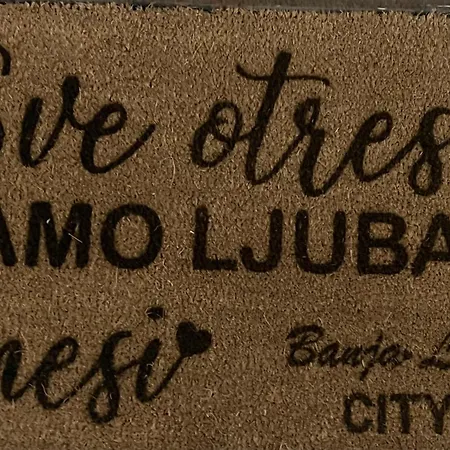 Sve otres
AMO LJUBA
nesi
Banja L
CITY